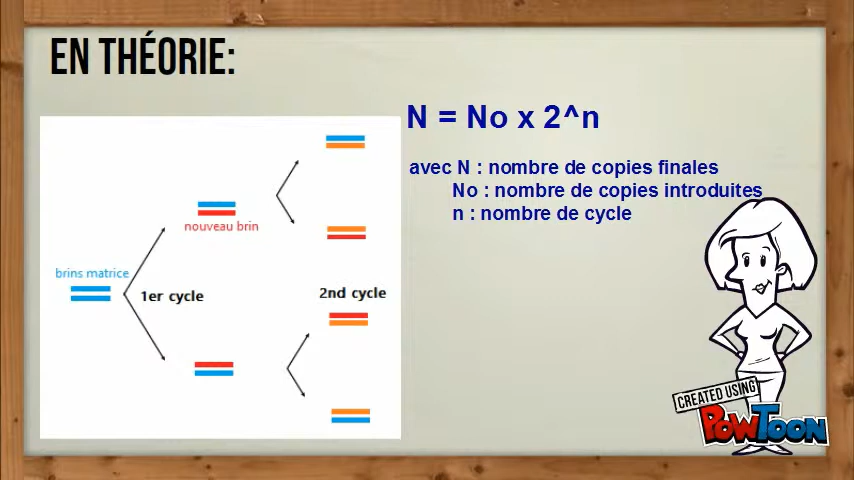 EN THÉORIE:
N = No x 2^n
avec N : nombre de copies finales
No : nombre de copies introduites
n : nombre de cycle
nouveau brin
brins matrice
1er cycle
2nd cycle
CREATED USING
POWTOON